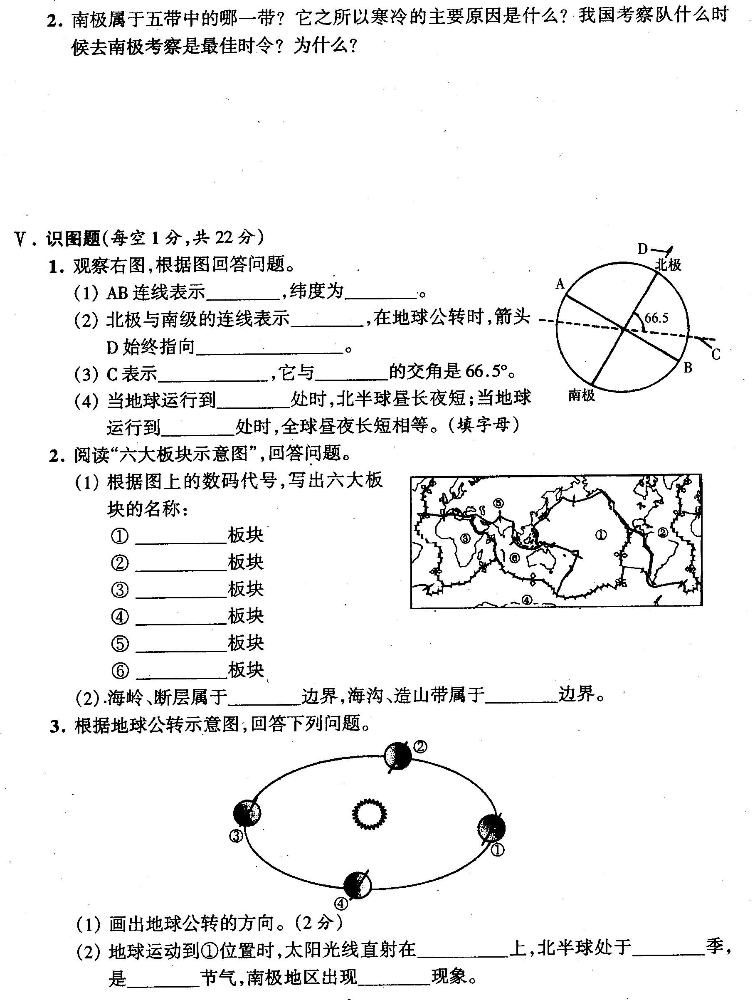 2. 南极属于五带中的哪一带? 它之所以寒冷的主要原因是什么? 我国考察队什么时
候去南极考察是最佳时令? 为什么?
Ⅴ. 识图题(每空1分,共22分)
1. 观察右图,根据图回答问题。
(1) AB连线表示________,纬度为________。
(2) 北极与南级的连线表示________,在地球公转时,箭头
D始终指向________________。
(3) C表示____________,它与________的交角是66.5°。
(4) 当地球运行到________处时,北半球昼长夜短;当地球
运行到________处时,全球昼夜长短相等。(填字母)
D
北极
A
66.5
C
B
南极
2. 阅读“六大板块示意图”,回答问题。
(1) 根据图上的数码代号,写出六大板
块的名称:
① __________板块
② __________板块
③ __________板块
④ __________板块
⑤ __________板块
⑥ __________板块
⑤
③
①
②
⑥
④
(2) 海岭、断层属于________边界,海沟、造山带属于________边界。
3. 根据地球公转示意图,回答下列问题。
②
③
①
④
(1) 画出地球公转的方向。(2分)
(2) 地球运动到①位置时,太阳光线直射在__________上,北半球处于________季,
是________节气,南极地区出现________现象。